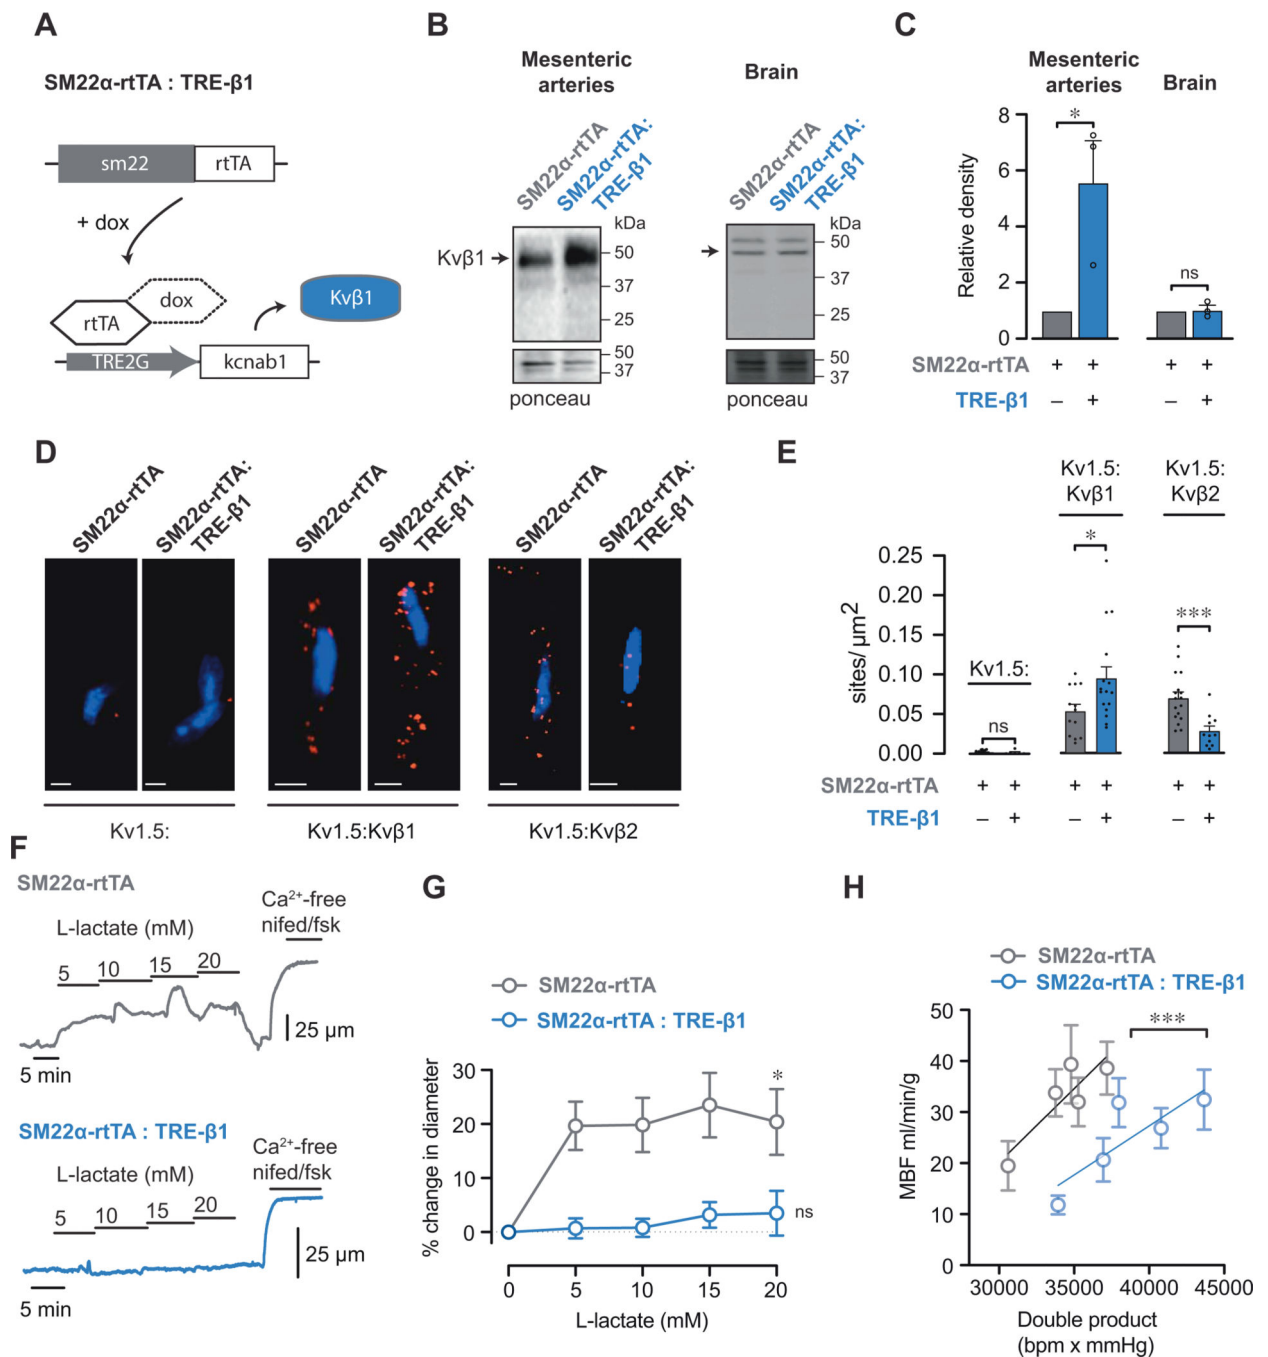 A
SM22α-rtTA : TRE-β1
sm22
rtTA
+ dox
dox
rtTA
Kvβ1
TRE2G
kcnab1
B
Mesenteric
arteries
Brain
SM22α-rtTA
SM22α-rtTA:
TRE-β1
SM22α-rtTA
SM22α-rtTA:
TRE-β1
kDa
kDa
Kvβ1
50
37
25
50
37
50
37
25
50
37
ponceau
ponceau
C
Mesenteric
arteries
Brain
Relative density
8
6
4
2
0
*
ns
SM22α-rtTA + + + +
TRE-β1 – + – +
D
SM22α-rtTA
SM22α-rtTA:
TRE-β1
SM22α-rtTA
SM22α-rtTA:
TRE-β1
SM22α-rtTA
SM22α-rtTA:
TRE-β1
Kv1.5:
Kv1.5:Kvβ1
Kv1.5:Kvβ2
E
Kv1.5:
Kvβ1
Kv1.5:
Kvβ2
sites/ μm²
0.25
0.20
0.15
0.10
0.05
0.00
Kv1.5:
ns
*
***
SM22α-rtTA + + + + + +
TRE-β1 – + – + – +
F
SM22α-rtTA
L-lactate (mM)
5
10
15
20
Ca²⁺-free
nifed/fsk
25 μm
5 min
SM22α-rtTA : TRE-β1
L-lactate (mM)
5
10
15
20
Ca²⁺-free
nifed/fsk
25 μm
5 min
G
SM22α-rtTA
SM22α-rtTA : TRE-β1
% change in diameter
30
20
10
0
*
ns
0 5 10 15 20
L-lactate (mM)
H
SM22α-rtTA
SM22α-rtTA : TRE-β1
***
MBF ml/min/g
50
40
30
20
10
0
30000 35000 40000 45000
Double product
(bpm x mmHg)